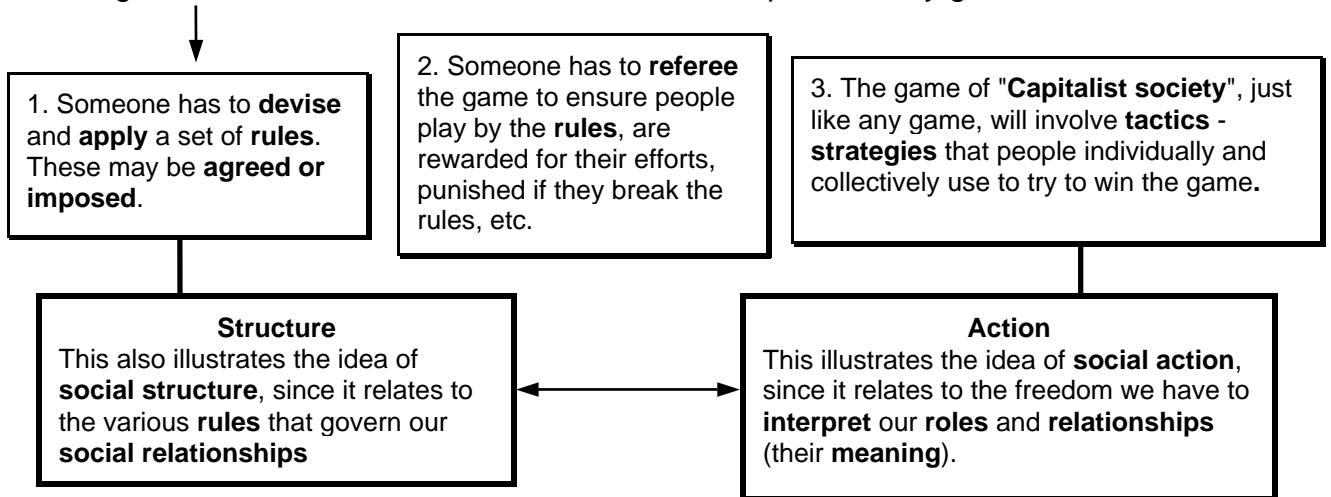 1. Someone has to devise
and apply a set of rules.
These may be agreed or
imposed.
2. Someone has to referee
the game to ensure people
play by the rules, are
rewarded for their efforts,
punished if they break the
rules, etc.
3. The game of "Capitalist society", just
like any game, will involve tactics -
strategies that people individually and
collectively use to try to win the game.
Structure
This also illustrates the idea of
social structure, since it relates to
the various rules that govern our
social relationships
Action
This illustrates the idea of social action,
since it relates to the freedom we have to
interpret our roles and relationships
(their meaning).